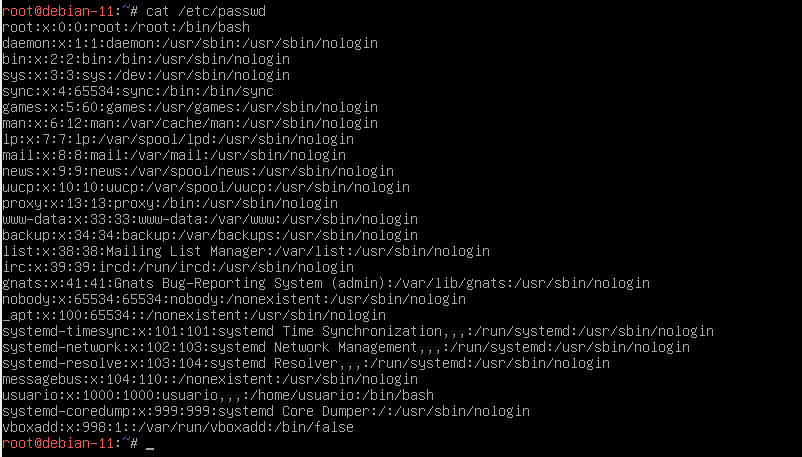 root@debian-11:~# cat /etc/passwd
root:x:0:0:root:/root:/bin/bash
daemon:x:1:1:daemon:/usr/sbin:/usr/sbin/nologin
bin:x:2:2:bin:/bin:/usr/sbin/nologin
sys:x:3:3:sys:/dev:/usr/sbin/nologin
sync:x:4:65534:sync:/bin:/bin/sync
games:x:5:60:games:/usr/games:/usr/sbin/nologin
man:x:6:12:man:/var/cache/man:/usr/sbin/nologin
lp:x:7:7:lp:/var/spool/lpd:/usr/sbin/nologin
mail:x:8:8:mail:/var/mail:/usr/sbin/nologin
news:x:9:9:news:/var/spool/news:/usr/sbin/nologin
uucp:x:10:10:uucp:/var/spool/uucp:/usr/sbin/nologin
proxy:x:13:13:proxy:/bin:/usr/sbin/nologin
www-data:x:33:33:www-data:/var/www:/usr/sbin/nologin
backup:x:34:34:backup:/var/backups:/usr/sbin/nologin
list:x:38:38:Mailing List Manager:/var/list:/usr/sbin/nologin
irc:x:39:39:ircd:/run/ircd:/usr/sbin/nologin
gnats:x:41:41:Gnats Bug-Reporting System (admin):/var/lib/gnats:/usr/sbin/nologin
nobody:x:65534:65534:nobody:/nonexistent:/usr/sbin/nologin
_apt:x:100:65534::/nonexistent:/usr/sbin/nologin
systemd-timesync:x:101:101:systemd Time Synchronization,,,:/run/systemd:/usr/sbin/nologin
systemd-network:x:102:103:systemd Network Management,,,:/run/systemd:/usr/sbin/nologin
systemd-resolve:x:103:104:systemd Resolver,,,:/run/systemd:/usr/sbin/nologin
messagebus:x:104:110::/nonexistent:/usr/sbin/nologin
usuario:x:1000:1000:usuario,,,:/home/usuario:/bin/bash
systemd-coredump:x:999:999:systemd Core Dumper:/:/usr/sbin/nologin
vboxadd:x:998:1::/var/run/vboxadd:/bin/false
root@debian-11:~# _